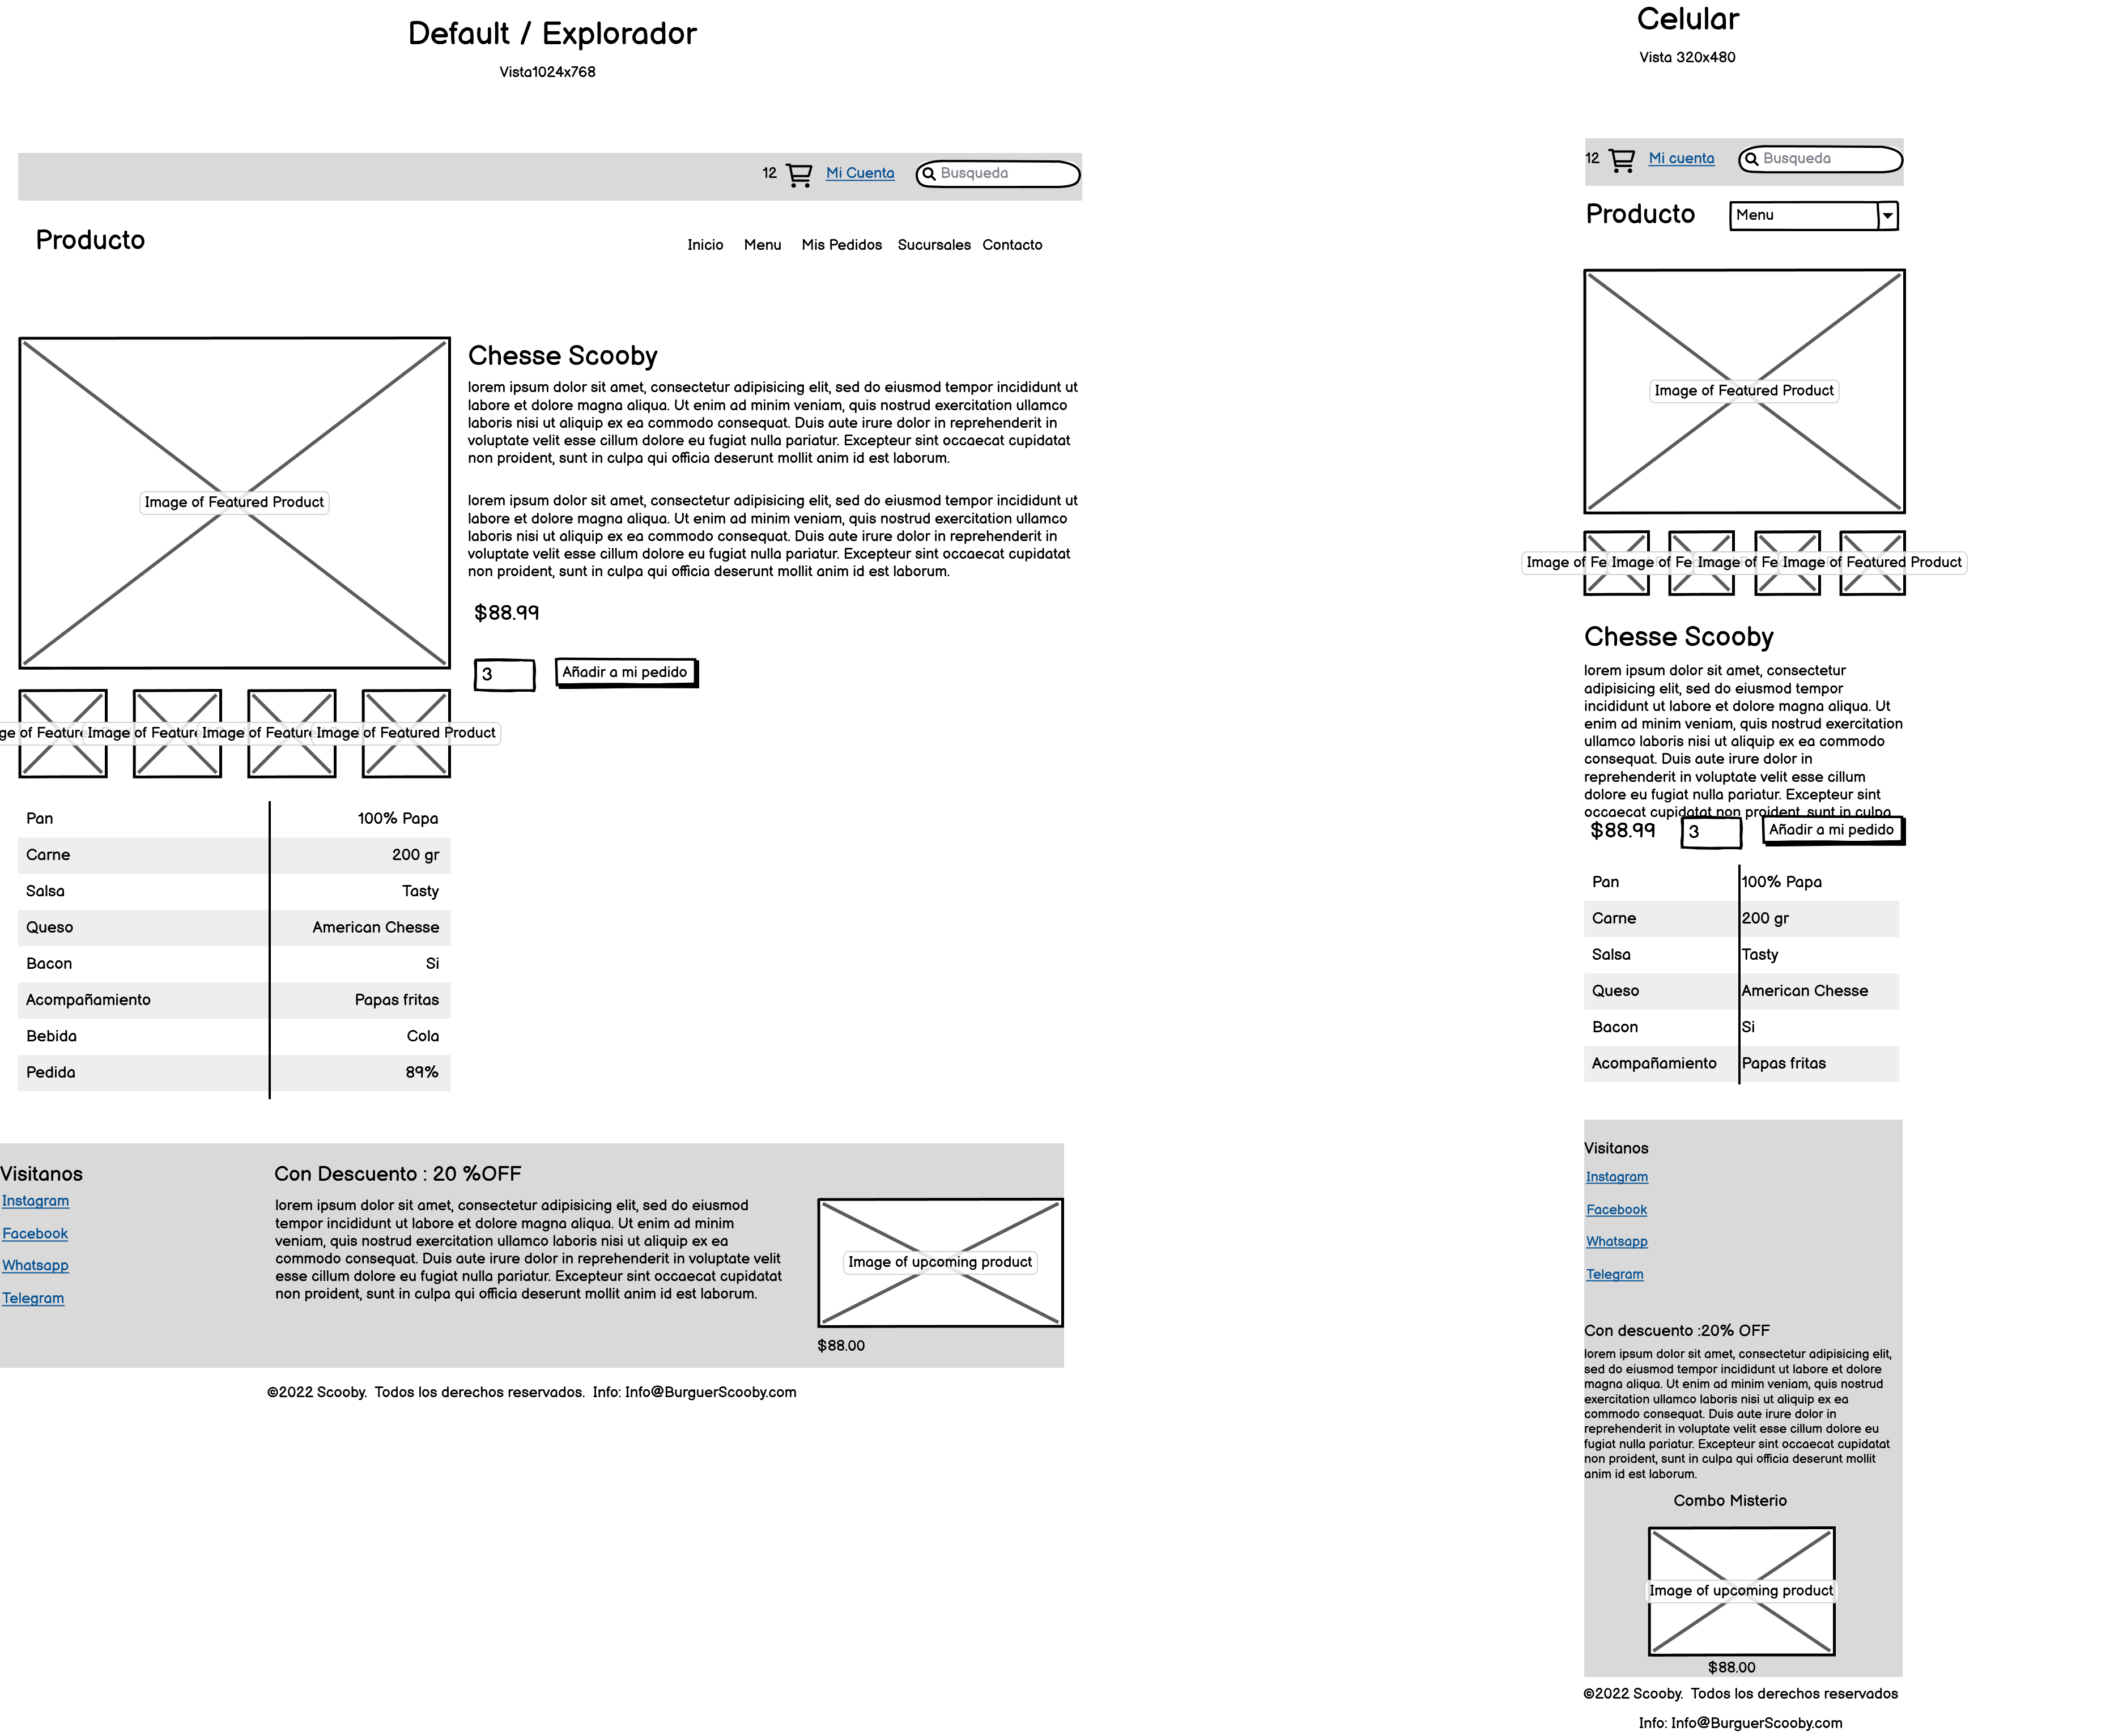 Default / Explorador
Vista1024x768
12 Mi Cuenta Busqueda
Producto
Inicio Menu Mis Pedidos Sucursales Contacto
Image of Featured Product
Chesse Scooby
lorem ipsum dolor sit amet, consectetur adipisicing elit, sed do eiusmod tempor incididunt ut
labore et dolore magna aliqua. Ut enim ad minim veniam, quis nostrud exercitation ullamco
laboris nisi ut aliquip ex ea commodo consequat. Duis aute irure dolor in reprehenderit in
voluptate velit esse cillum dolore eu fugiat nulla pariatur. Excepteur sint occaecat cupidatat
non proident, sunt in culpa qui officia deserunt mollit anim id est laborum.
lorem ipsum dolor sit amet, consectetur adipisicing elit, sed do eiusmod tempor incididunt ut
labore et dolore magna aliqua. Ut enim ad minim veniam, quis nostrud exercitation ullamco
laboris nisi ut aliquip ex ea commodo consequat. Duis aute irure dolor in reprehenderit in
voluptate velit esse cillum dolore eu fugiat nulla pariatur. Excepteur sint occaecat cupidatat
non proident, sunt in culpa qui officia deserunt mollit anim id est laborum.
$88.99
3 Añadir a mi pedido
ge of Feature Image of Feature Image of Feature Image of Featured Product
Pan 100% Papa
Carne 200 gr
Salsa Tasty
Queso American Chesse
Bacon Si
Acompañamiento Papas fritas
Bebida Cola
Pedida 89%
Visitanos
Instagram
Facebook
Whatsapp
Telegram
Con Descuento : 20 %OFF
lorem ipsum dolor sit amet, consectetur adipisicing elit, sed do eiusmod
tempor incididunt ut labore et dolore magna aliqua. Ut enim ad minim
veniam, quis nostrud exercitation ullamco laboris nisi ut aliquip ex ea
commodo consequat. Duis aute irure dolor in reprehenderit in voluptate velit
esse cillum dolore eu fugiat nulla pariatur. Excepteur sint occaecat cupidatat
non proident, sunt in culpa qui officia deserunt mollit anim id est laborum.
Image of upcoming product
$88.00
©2022 Scooby. Todos los derechos reservados. Info: Info@BurguerScooby.com
Celular
Vista 320x480
12 Mi cuenta Busqueda
Producto Menu
Image of Featured Product
Image of Fe Image of Fe Image of Fe Image of Featured Product
Chesse Scooby
lorem ipsum dolor sit amet, consectetur
adipisicing elit, sed do eiusmod tempor
incididunt ut labore et dolore magna aliqua. Ut
enim ad minim veniam, quis nostrud exercitation
ullamco laboris nisi ut aliquip ex ea commodo
consequat. Duis aute irure dolor in
reprehenderit in voluptate velit esse cillum
dolore eu fugiat nulla pariatur. Excepteur sint
occaecat cupidatat non proident, sunt in culpa
$88.99 3 Añadir a mi pedido
Pan 100% Papa
Carne 200 gr
Salsa Tasty
Queso American Chesse
Bacon Si
Acompañamiento Papas fritas
Visitanos
Instagram
Facebook
Whatsapp
Telegram
Con descuento :20% OFF
lorem ipsum dolor sit amet, consectetur adipisicing elit,
sed do eiusmod tempor incididunt ut labore et dolore
magna aliqua. Ut enim ad minim veniam, quis nostrud
exercitation ullamco laboris nisi ut aliquip ex ea
commodo consequat. Duis aute irure dolor in
reprehenderit in voluptate velit esse cillum dolore eu
fugiat nulla pariatur. Excepteur sint occaecat cupidatat
non proident, sunt in culpa qui officia deserunt mollit
anim id est laborum.
Combo Misterio
Image of upcoming product
$88.00
©2022 Scooby. Todos los derechos reservados
Info: Info@BurguerScooby.com